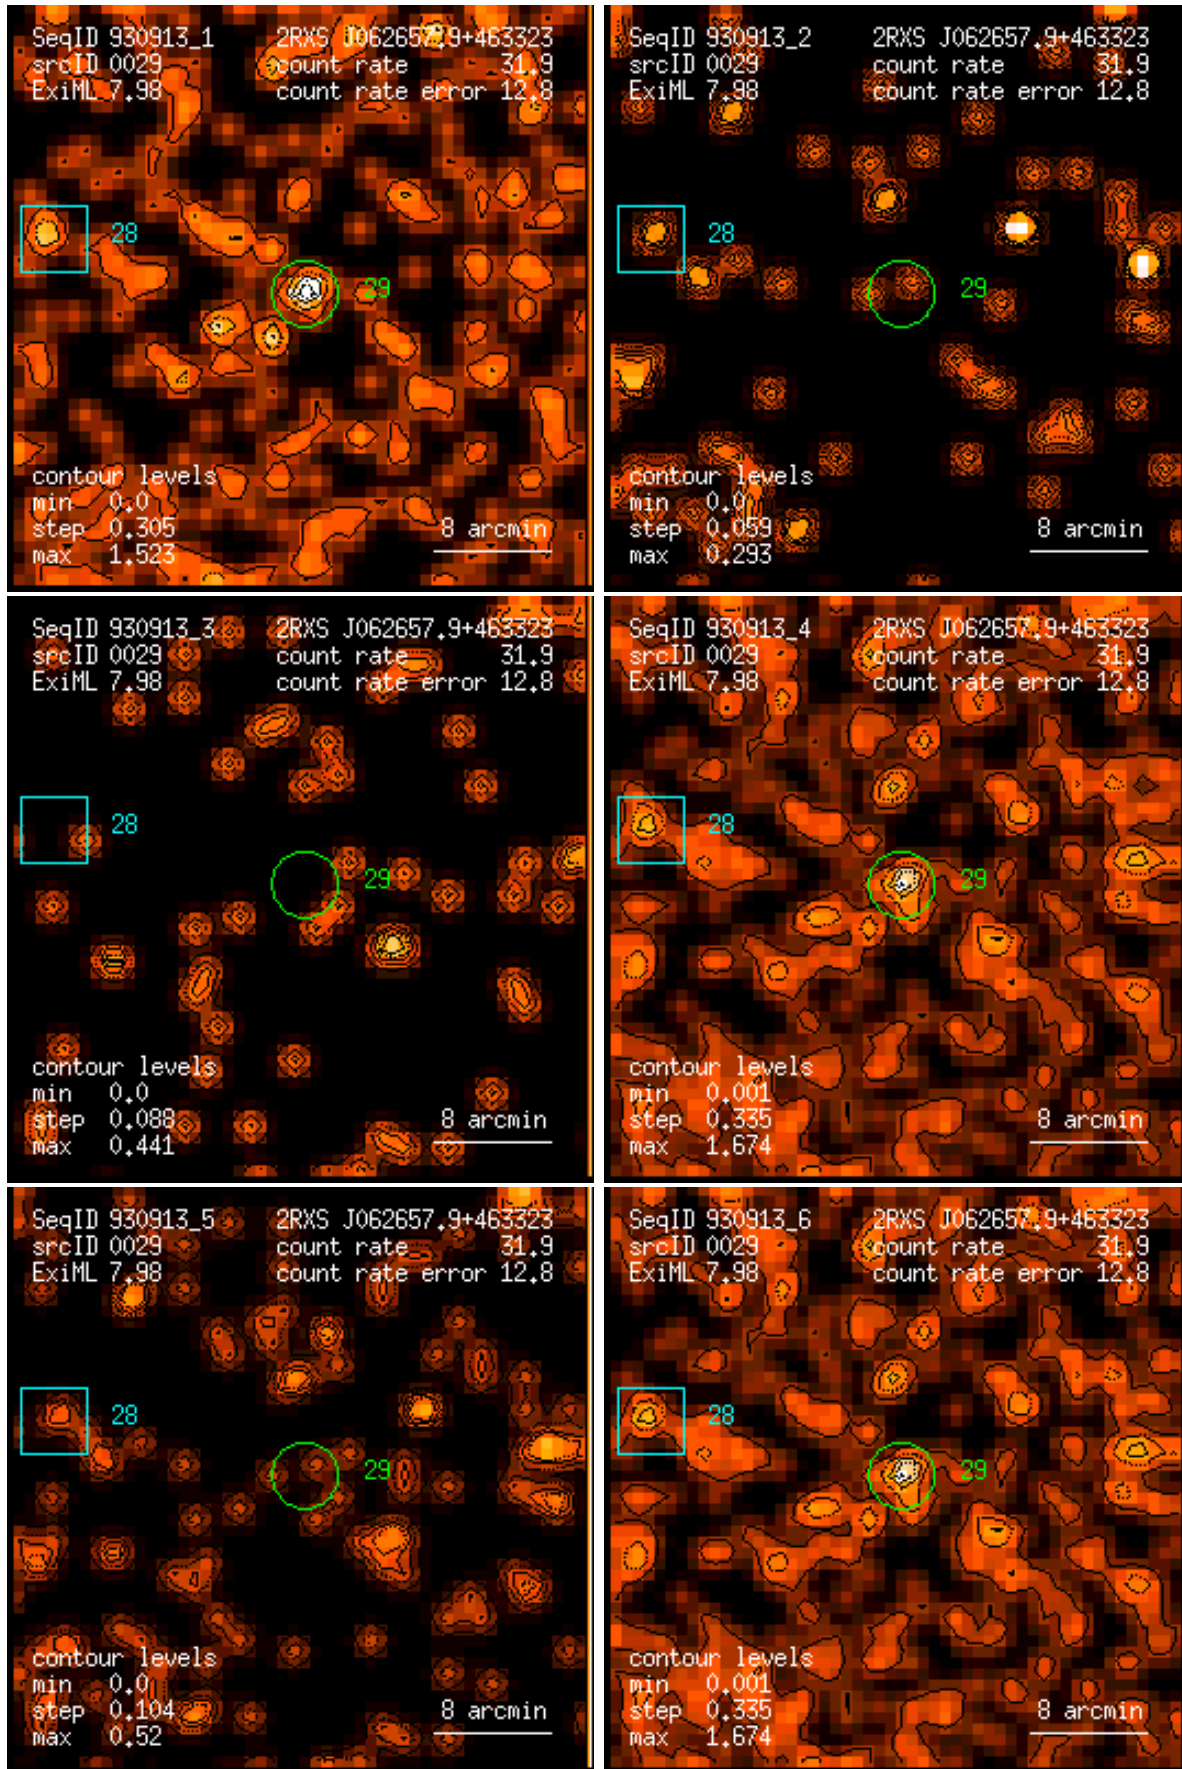 SeqID 930913_1 2RXS J062657.9+463323
srcID 0029 count rate 31.9
ExiML 7.98 count rate error 12.8
28
29
contour levels
min 0.0
step 0.305 8 arcmin
max 1.523
SeqID 930913_2 2RXS J062657.9+463323
srcID 0029 count rate 31.9
ExiML 7.98 count rate error 12.8
28
29
contour levels
min 0.0
step 0.059 8 arcmin
max 0.293
SeqID 930913_3 2RXS J062657.9+463323
srcID 0029 count rate 31.9
ExiML 7.98 count rate error 12.8
28
29
contour levels
min 0.0
step 0.088 8 arcmin
max 0.441
SeqID 930913_4 2RXS J062657.9+463323
srcID 0029 count rate 31.9
ExiML 7.98 count rate error 12.8
28
29
contour levels
min 0.001
step 0.335 8 arcmin
max 1.674
SeqID 930913_5 2RXS J062657.9+463323
srcID 0029 count rate 31.9
ExiML 7.98 count rate error 12.8
28
29
contour levels
min 0.0
step 0.104 8 arcmin
max 0.52
SeqID 930913_6 2RXS J062657.9+463323
srcID 0029 count rate 31.9
ExiML 7.98 count rate error 12.8
28
29
contour levels
min 0.001
step 0.335 8 arcmin
max 1.674